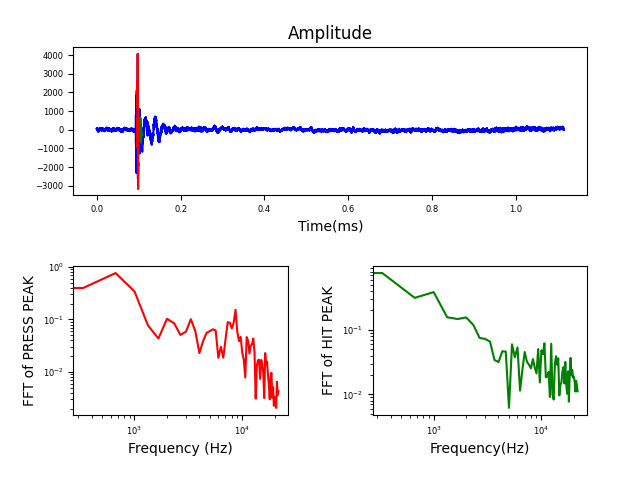 Amplitude
4000
3000
2000
1000
0
−1000
−2000
−3000
0.0 0.2 0.4 0.6 0.8 1.0
Time(ms)
FFT of PRESS PEAK
10⁰
10⁻¹
10⁻²
10³ 10⁴
Frequency (Hz)
FFT of HIT PEAK
10⁻¹
10⁻²
10³ 10⁴
Frequency(Hz)